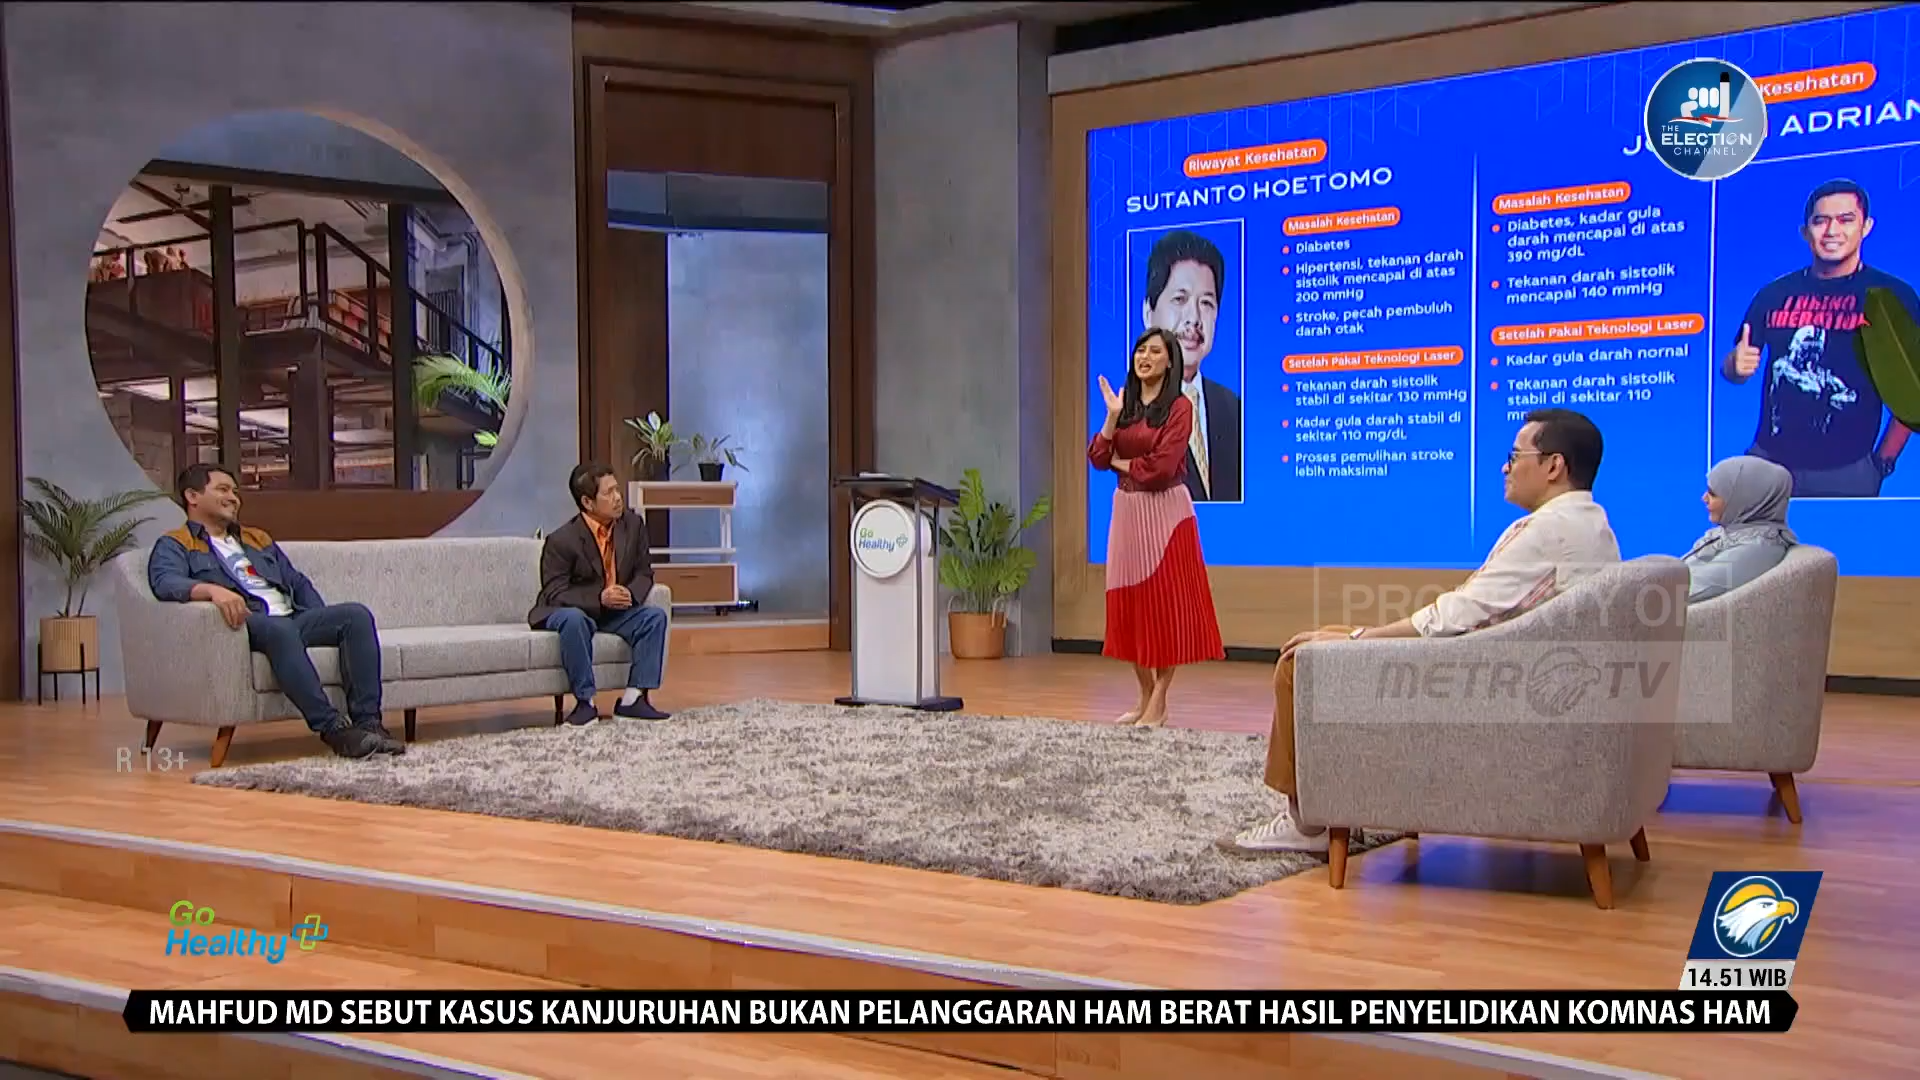 Riwayat Kesehatan
SUTANTO HOETOMO
Masalah Kesehatan
Diabetes
Hipertensi, tekanan darah
sistolik mencapai di atas
200 mmHg
Stroke, pecah pembuluh
darah otak
Setelah Pakai Teknologi Laser
Tekanan darah sistolik
stabil di sekitar 130 mmHg
Kadar gula darah stabil di
sekitar 110 mg/dL
Proses pemulihan stroke
lebih maksimal
Kesehatan
ADRIAN
Masalah Kesehatan
Diabetes, kadar gula
darah mencapai di atas
390 mg/dL
Tekanan darah sistolik
mencapai 140 mmHg
Setelah Pakai Teknologi Laser
Kadar gula darah nornal
Tekanan darah sistolik
stabil di sekitar 110
THE
ELECTION
CHANNEL
LIBERATION
Go
Healthy
PROPERTY OF
METRO TV
R 13+
Go
Healthy
14.51 WIB
MAHFUD MD SEBUT KASUS KANJURUHAN BUKAN PELANGGARAN HAM BERAT HASIL PENYELIDIKAN KOMNAS HAM